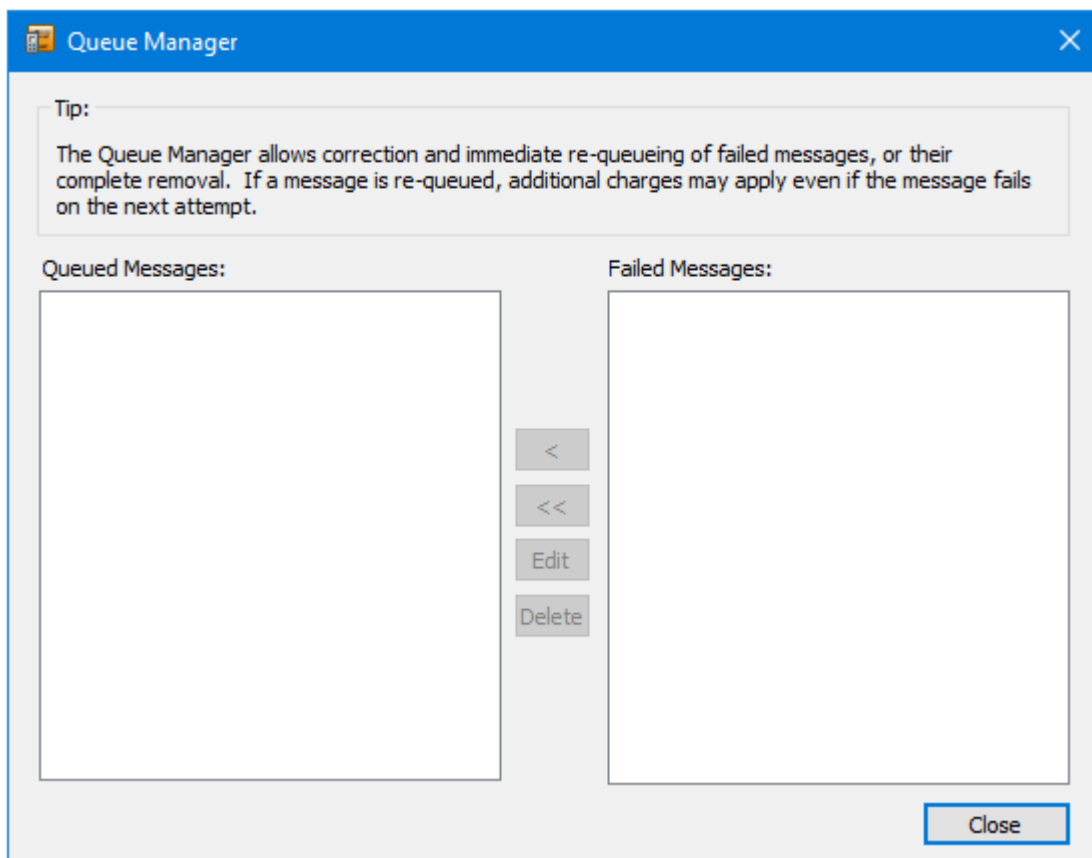 Queue Manager
Tip:
The Queue Manager allows correction and immediate re-queueing of failed messages, or their
complete removal.  If a message is re-queued, additional charges may apply even if the message fails
on the next attempt.
Queued Messages:
Failed Messages:
<
<<
Edit
Delete
Close